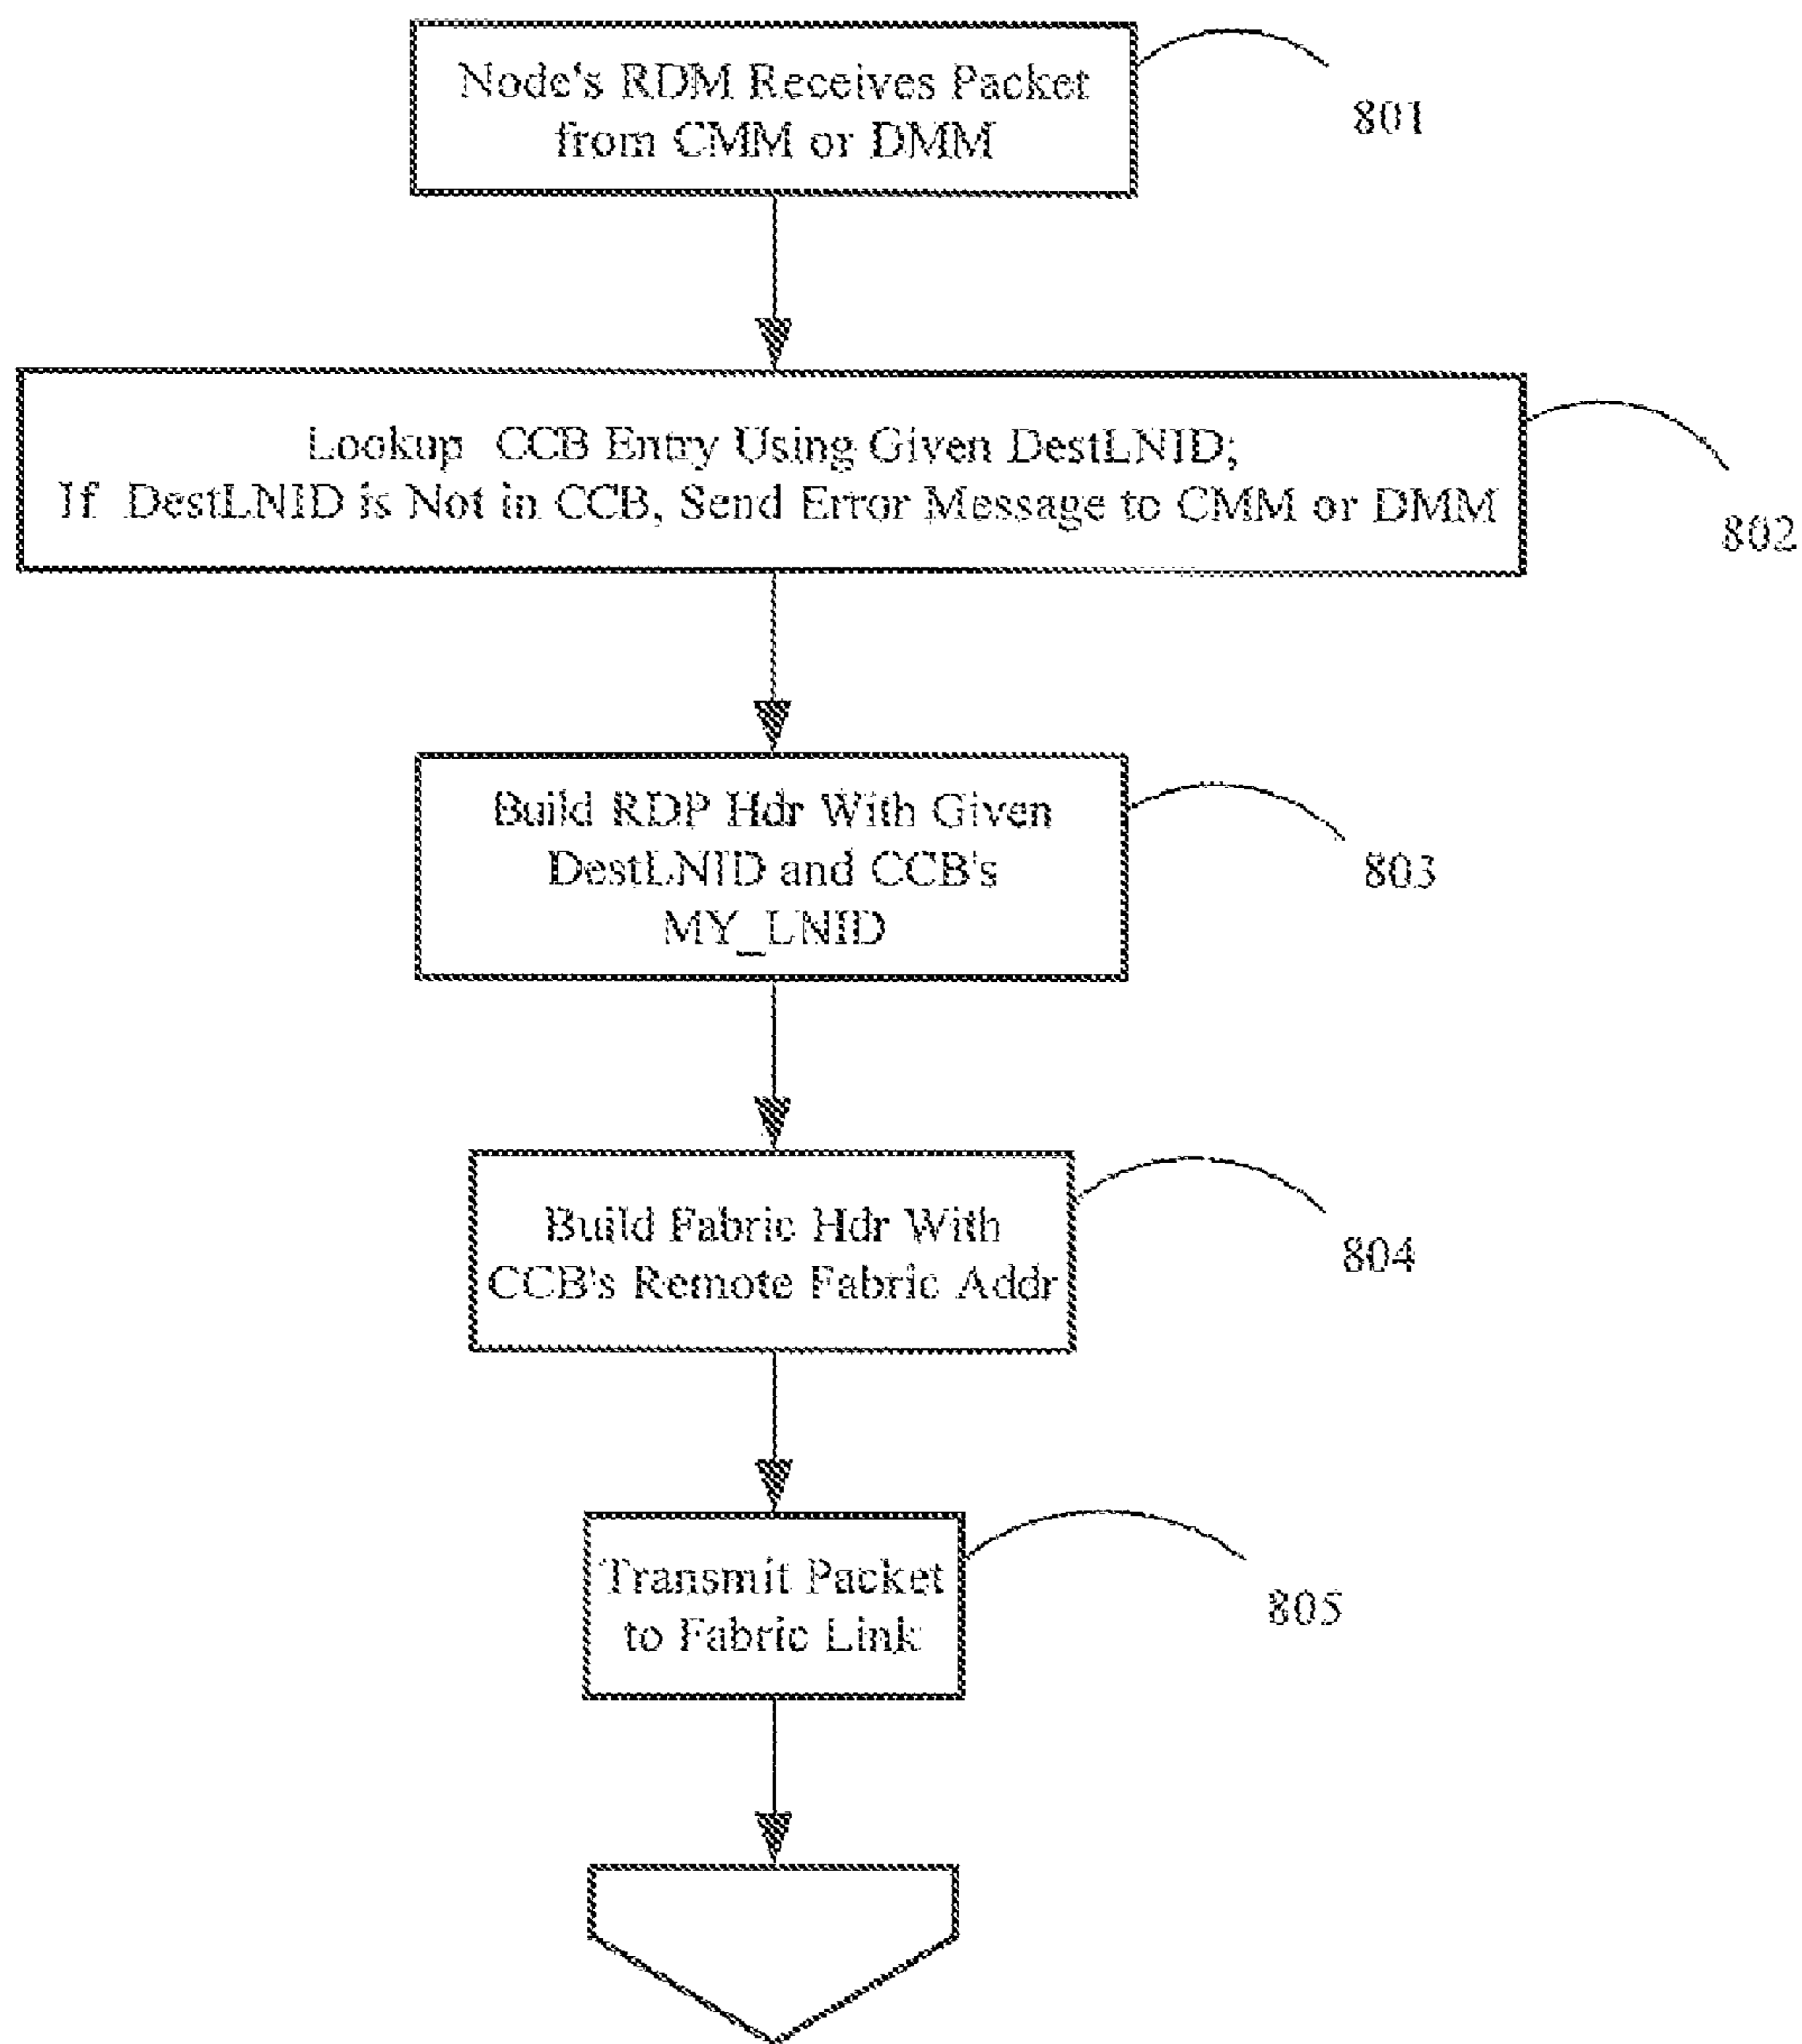 Node's RDM Receives Packet
from CMM or DMM
801
Lookup CCB Entry Using Given DestLNID;
If DestLNID is Not in CCB, Send Error Message to CMM or DMM
802
Build RDP Hdr With Given
DestLNID and CCB's
MY_LNID
803
Build Fabric Hdr With
CCB's Remote Fabric Addr
804
Transmit Packet
to Fabric Link
805